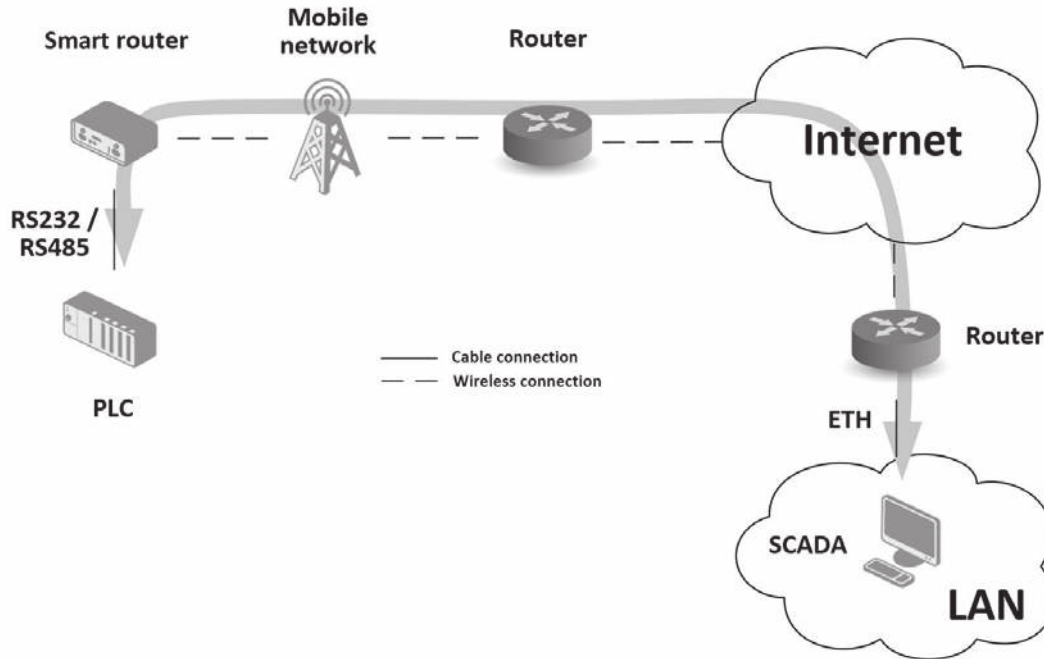 Mobile
network
Smart router
Router
Internet
RS232 /
RS485
PLC
Cable connection
Wireless connection
Router
ETH
SCADA
LAN